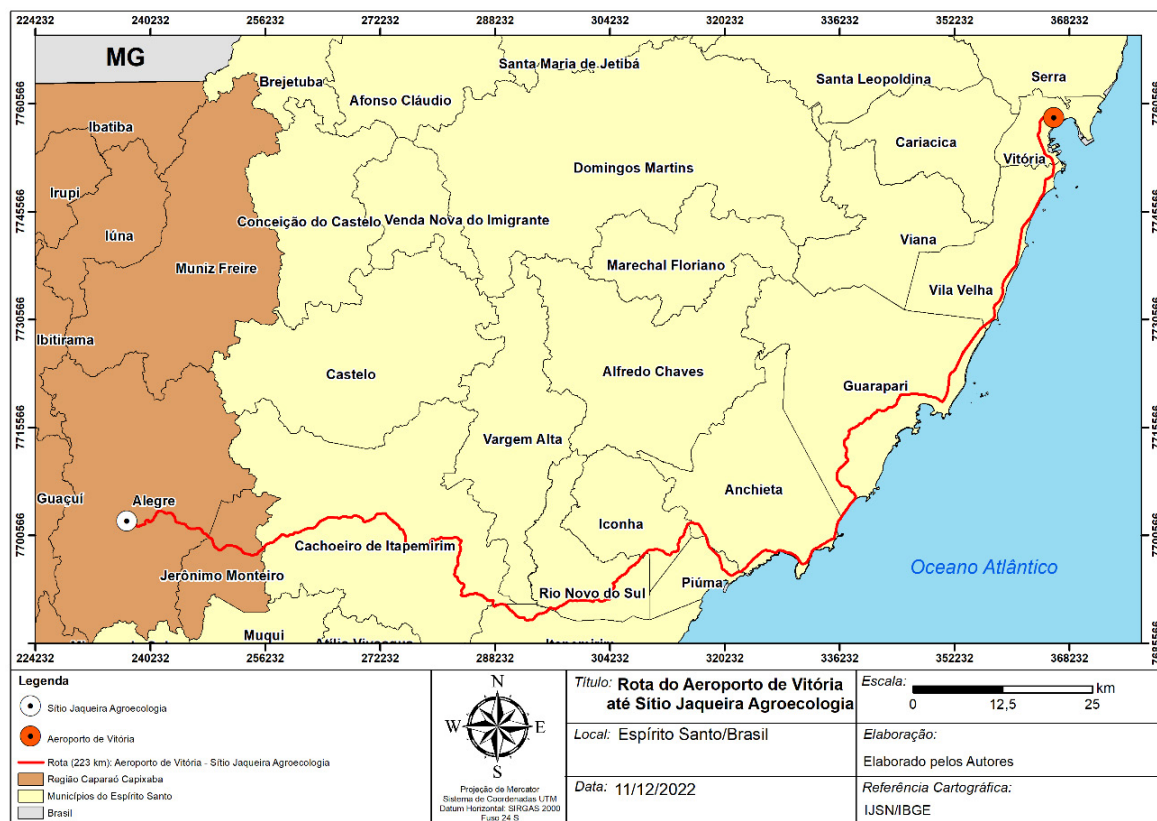 224232 240232 256232 272232 288232 304232 320232 336232 352232 368232
MG
Santa Maria de Jetibá
Santa Leopoldina
Serra
Brejetuba
Afonso Cláudio
7760566 7760566
Ibatiba
Cariacica
Vitória
Domingos Martins
Irupi
7745566 7745566
Conceição do Castelo
Venda Nova do Imigrante
Iúna
Viana
Muniz Freire
Marechal Floriano
Vila Velha
7730566 7730566
Ibitirama
Castelo
Alfredo Chaves
Guarapari
7715566 7715566
Vargem Alta
Guaçuí
Alegre
Anchieta
Iconha
7700566 7700566
Cachoeiro de Itapemirim
Oceano Atlântico
Jerônimo Monteiro
Piúma
Rio Novo do Sul
Muqui
7685566 7685566
224232 240232 256232 272232 288232 304232 320232 336232 352232 368232
Legenda
Sítio Jaqueira Agroecologia
Aeroporto de Vitória
Rota (223 km): Aeroporto de Vitória - Sítio Jaqueira Agroecologia
Região Caparaó Capixaba
Municípios do Espírito Santo
Brasil
N
W E
S
Projeção de Mercator
Sistema de Coordenadas UTM
Datum Horizontal: SIRGAS 2000
Fuso 24 S
Título: Rota do Aeroporto de Vitória
até Sítio Jaqueira Agroecologia
Local: Espírito Santo/Brasil
Data: 11/12/2022
Escala:
km
0 12,5 25
Elaboração:
Elaborado pelos Autores
Referência Cartográfica:
IJSN/IBGE